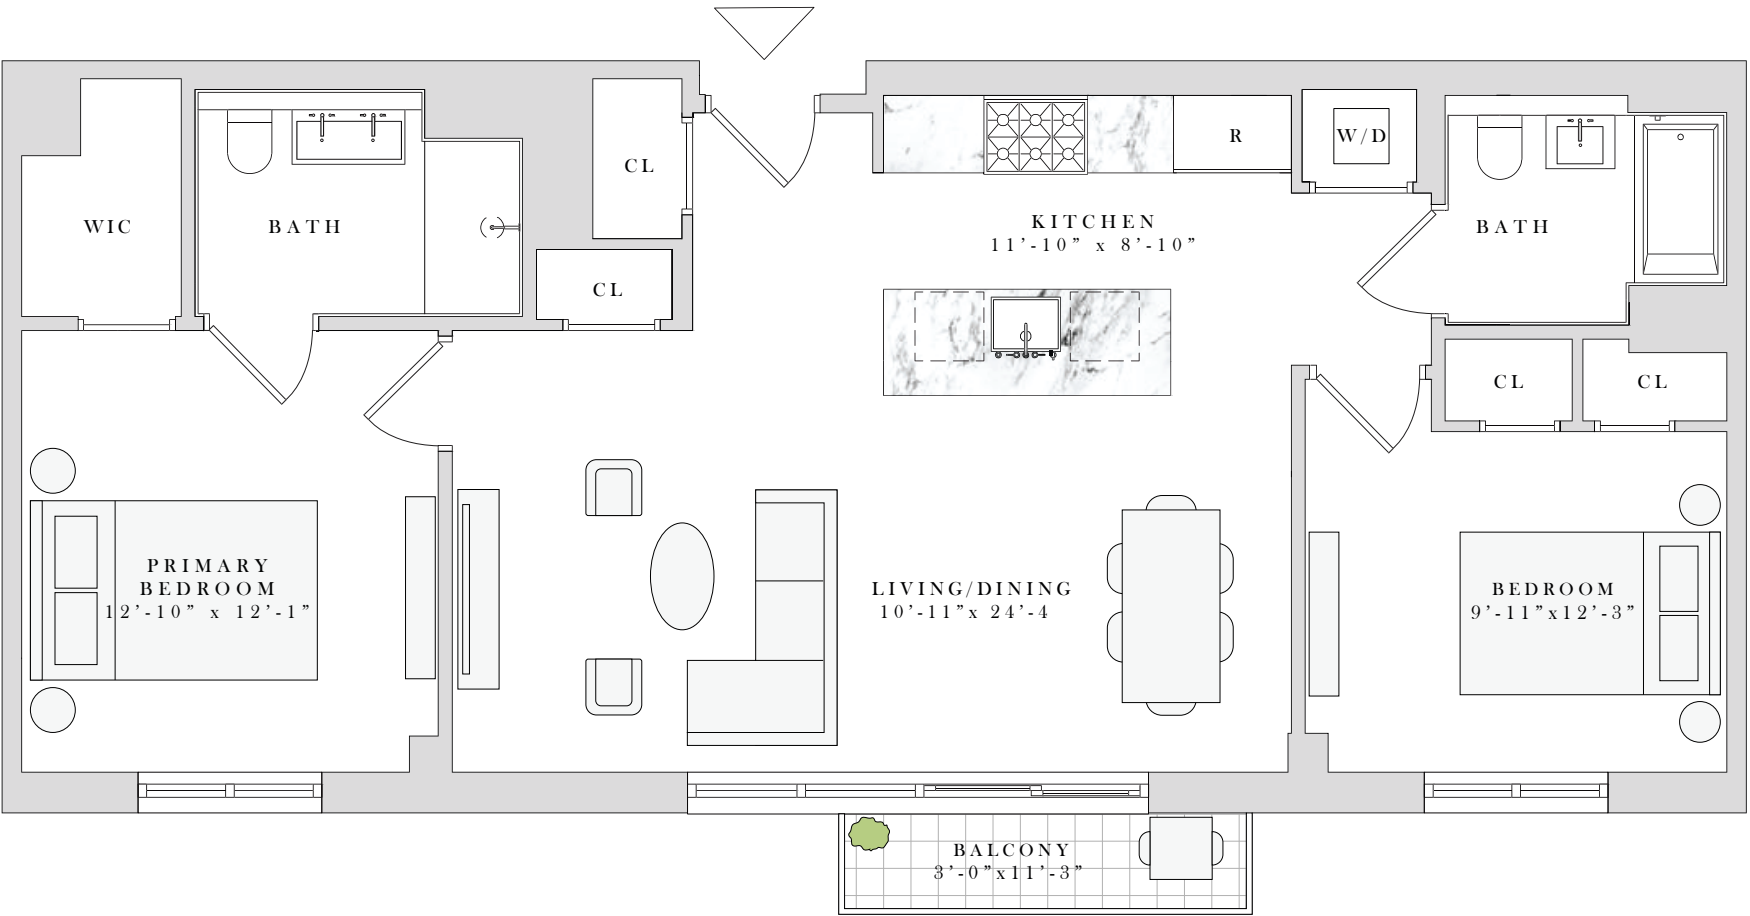 CL
R
W/D
WIC
BATH
KITCHEN
11'-10" x 8'-10"
BATH
CL
CL
CL
PRIMARY
BEDROOM
12'-10" x 12'-1"
LIVING/DINING
10'-11"x 24'-4
BEDROOM
9'-11"x12'-3"
BALCONY
3'-0"x11'-3"